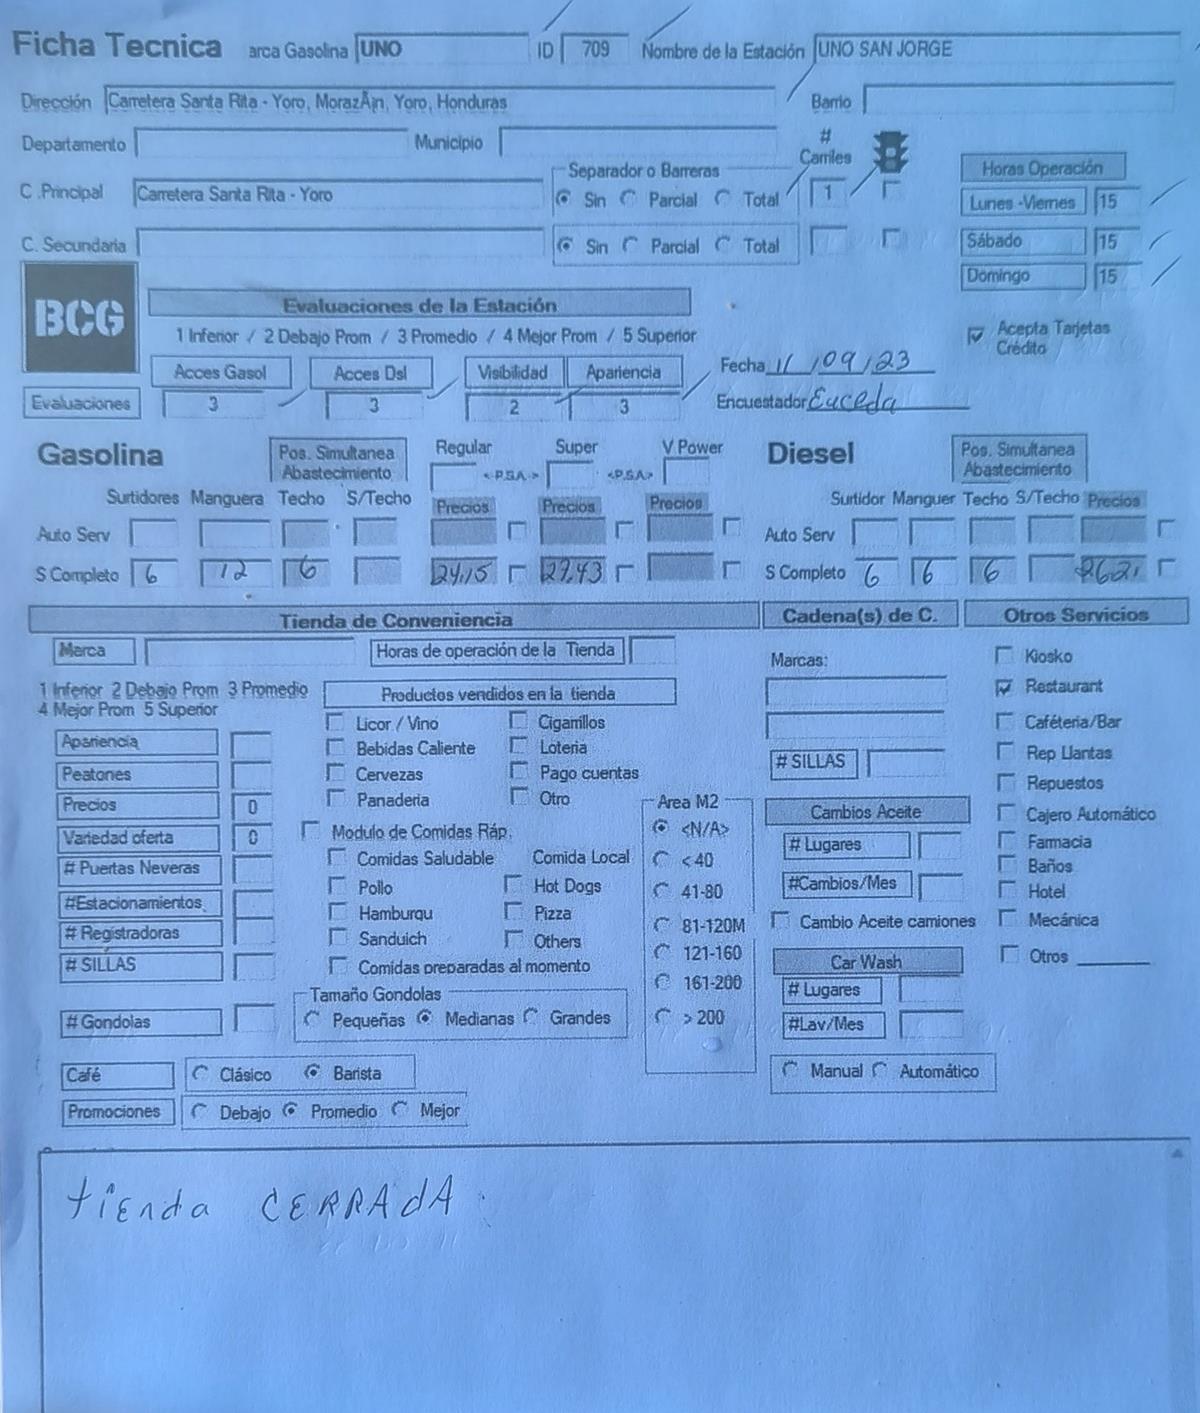 Ficha Tecnica arca Gasolina UNO ID 709 Nombre de la Estación UNO SAN JORGE
Dirección Carretera Santa Rita - Yoro, MorazÃ¡n, Yoro, Honduras Barrio
Departamento Municipio # Carriles
C .Principal Carretera Santa Rita - Yoro Separador o Barreras Sin Parcial Total 1
Horas Operación
Lunes -Viernes 15
C. Secundaria Sin Parcial Total
Sábado 15
Domingo 15
BCG
Evaluaciones de la Estación
1 Inferior / 2 Debajo Prom / 3 Promedio / 4 Mejor Prom / 5 Superior
Acepta Tarjetas Crédito
Acces Gasol Acces Dsl Visibilidad Apariencia
Fecha 11/09/23
Evaluaciones 3 3 2 3
Encuestador Euceda
Gasolina Pos. Simultanea Abastecimiento Regular <-P.S.A.-> Super <-P.S.A> V Power
Diesel Pos. Simultanea Abastecimiento
Surtidores Manguera Techo S/Techo Precios Precios Precios
Surtidor Manguer Techo S/Techo Precios
Auto Serv
Auto Serv
S Completo 6 12 6 24,15 27,43
S Completo 6 6 6
Tienda de Conveniencia
Cadena(s) de C. Otros Servicios
Marca Horas de operación de la Tienda
1 Inferior 2 Debajo Prom 3 Promedio
4 Mejor Prom 5 Superior
Apariencia
Peatones
Precios 0
Variedad oferta 0
# Puertas Neveras
#Estacionamientos
# Registradoras
# SILLAS
# Gondolas
Productos vendidos en la tienda
Licor / Vino Cigarrillos
Bebidas Caliente Loteria
Cervezas Pago cuentas
Panaderia Otro
Modulo de Comidas Ráp.
Comidas Saludable Comida Local
Pollo Hot Dogs
Hamburqu Pizza
Sanduich Others
Comidas preparadas al momento
Tamaño Gondolas
Pequeñas Medianas Grandes
Area M2
<N/A>
< 40
41-80
81-120M
121-160
161-200
> 200
Marcas:
# SILLAS
Cambios Aceite
# Lugares
#Cambios/Mes
Cambio Aceite camiones
Car Wash
# Lugares
#Lav/Mes
Manual Automático
Kiosko
Restaurant
Caféteria/Bar
Rep Llantas
Repuestos
Cajero Automático
Farmacia
Baños
Hotel
Mecánica
Otros
Café Clásico Barista
Promociones Debajo Promedio Mejor
tiEnda CERRAdA.